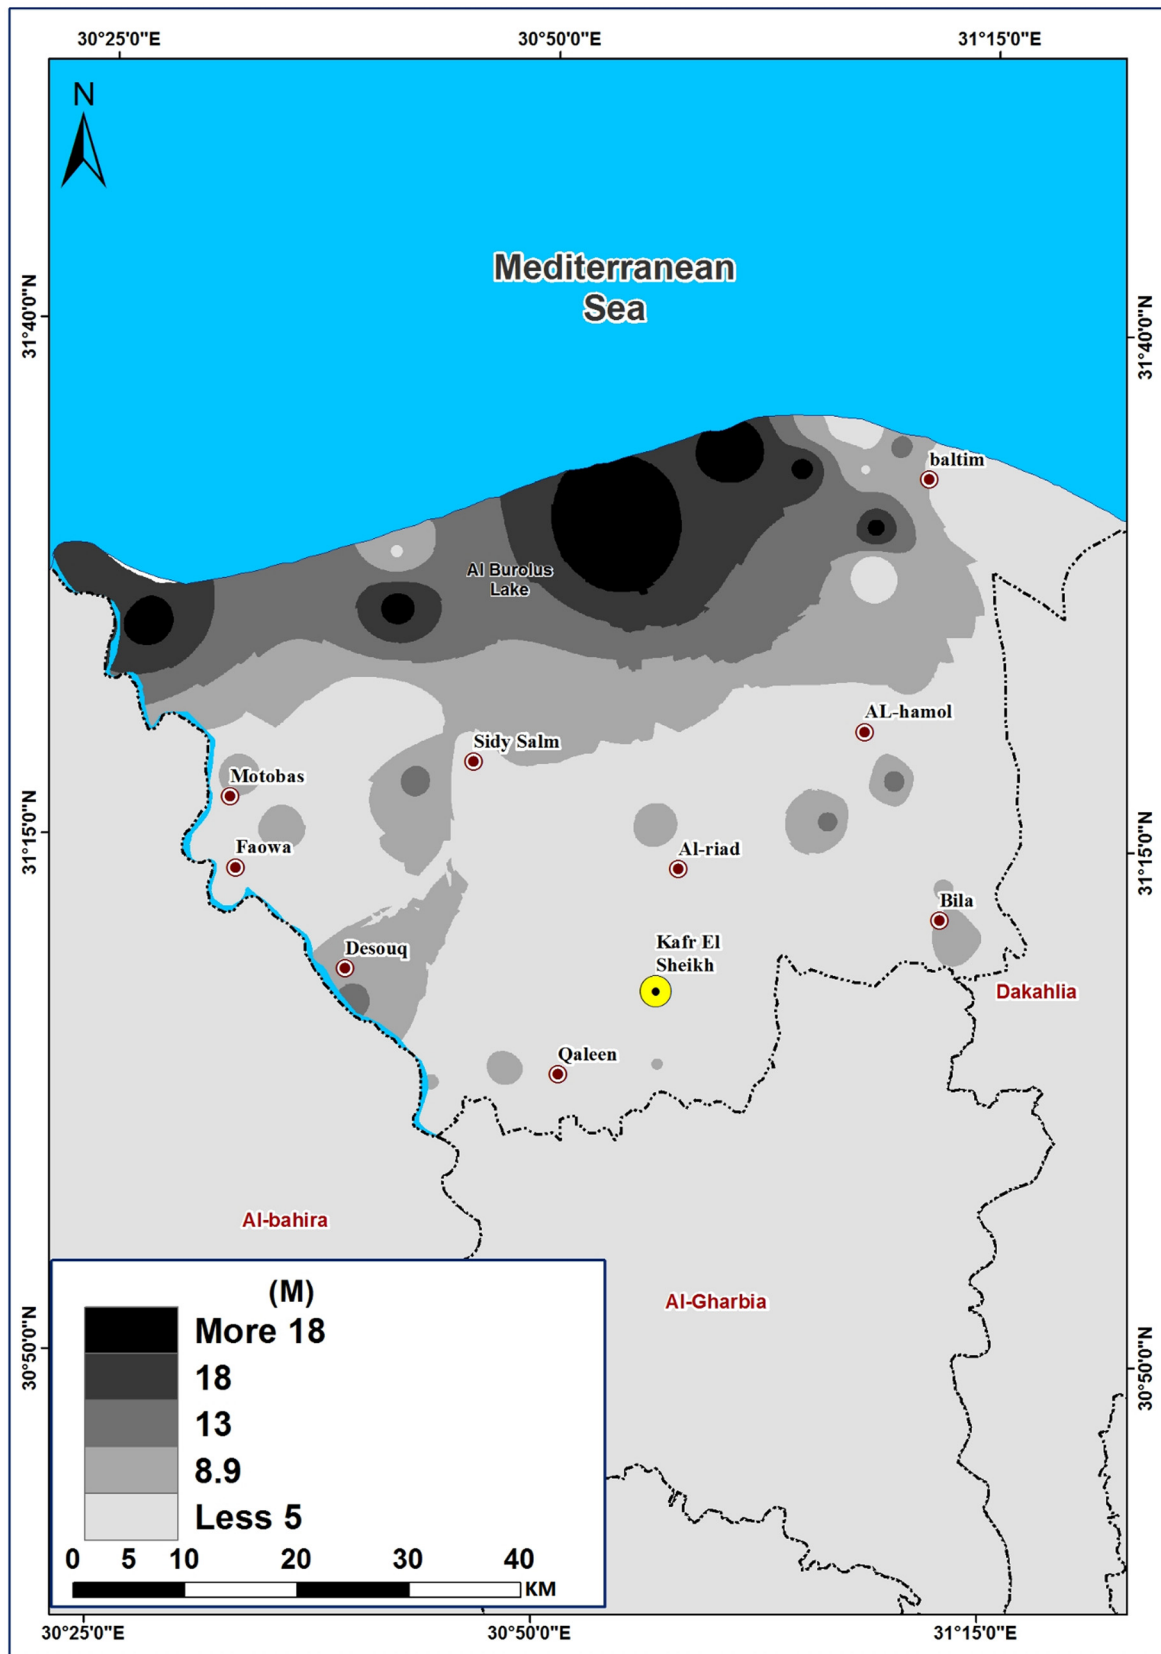 30°25'0"E
30°50'0"E
31°15'0"E
N
Mediterranean
Sea
31°40'0"N
31°40'0"N
baltim
Al Burolus
Lake
AL-hamol
Sidy Salm
Motobas
31°15'0"N
31°15'0"N
Faowa
Al-riad
Bila
Desouq
Kafr El
Sheikh
Dakahlia
Qaleen
Al-bahira
Al-Gharbia
30°50'0"N
30°50'0"N
(M)
More 18
18
13
8.9
Less 5
0 5 10 20 30 40
KM
30°25'0"E
30°50'0"E
31°15'0"E